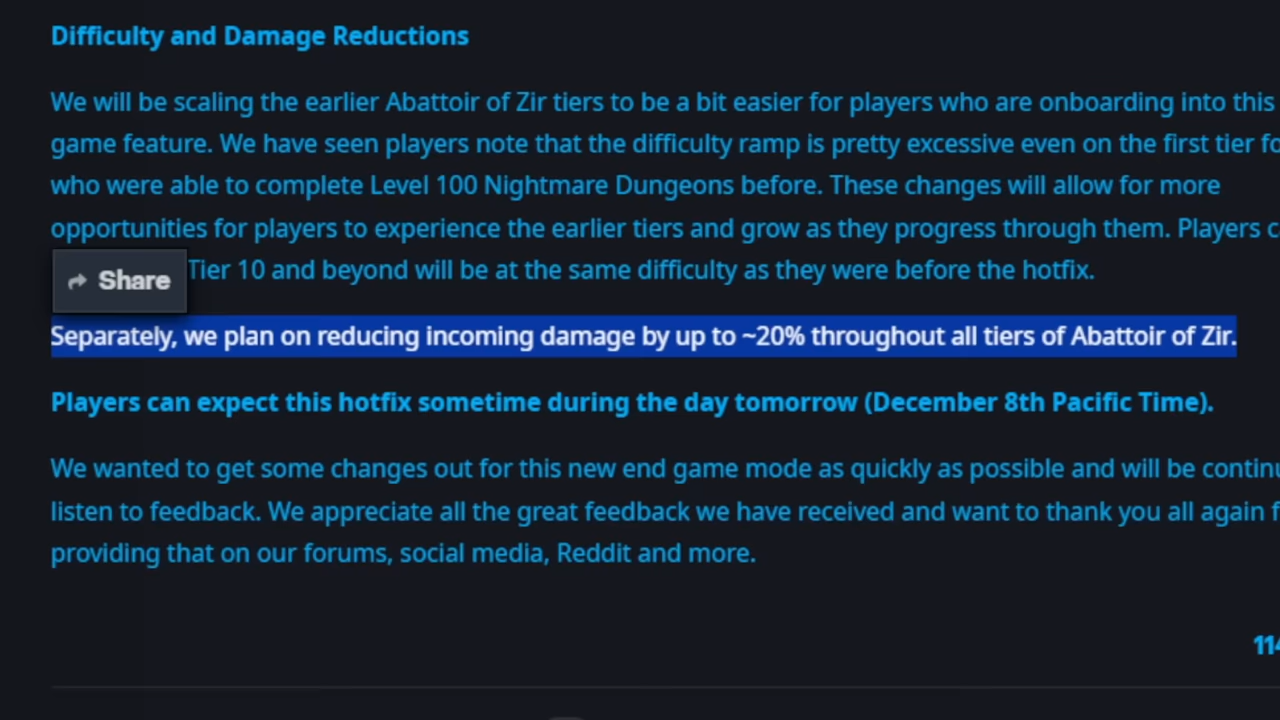 Difficulty and Damage Reductions
We will be scaling the earlier Abattoir of Zir tiers to be a bit easier for players who are onboarding into this
game feature. We have seen players note that the difficulty ramp is pretty excessive even on the first tier
who were able to complete Level 100 Nightmare Dungeons before. These changes will allow for more
opportunities for players to experience the earlier tiers and grow as they progress through them. Players
Share
Tier 10 and beyond will be at the same difficulty as they were before the hotfix.
Separately, we plan on reducing incoming damage by up to ~20% throughout all tiers of Abattoir of Zir.
Players can expect this hotfix sometime during the day tomorrow (December 8th Pacific Time).
We wanted to get some changes out for this new end game mode as quickly as possible and will be
listen to feedback. We appreciate all the great feedback we have received and want to thank you all again
providing that on our forums, social media, Reddit and more.